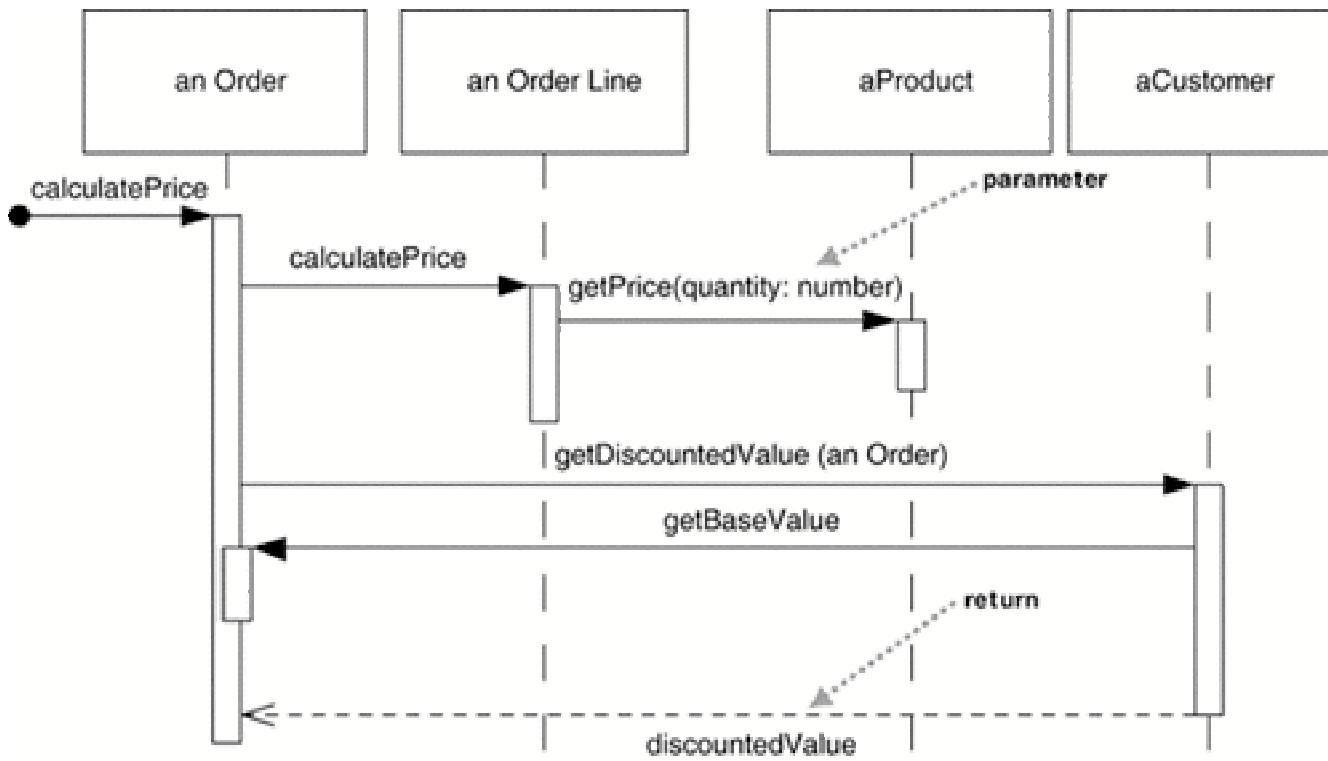 an Order
an Order Line
aProduct
aCustomer
calculatePrice
parameter
calculatePrice
getPrice(quantity: number)
getDiscountedValue (an Order)
getBaseValue
return
discountedValue